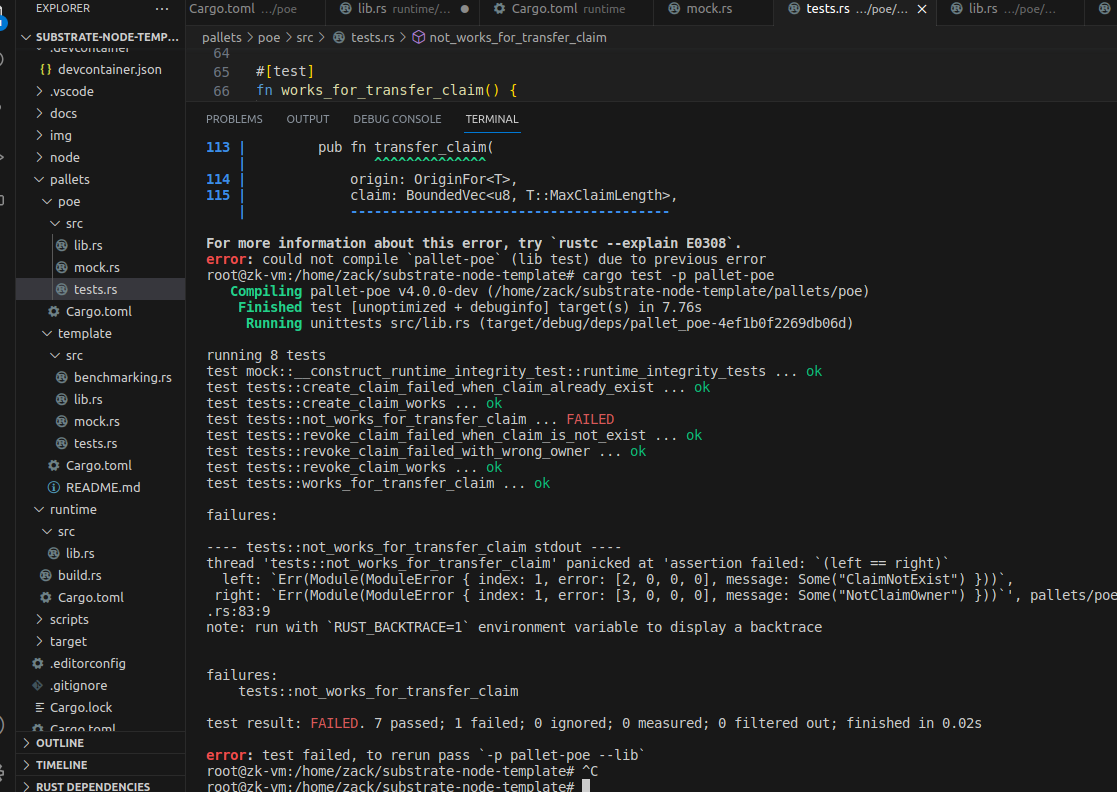 EXPLORER
...
SUBSTRATE-NODE-TEMP...
.devcontainer
{} devcontainer.json
.vscode
docs
img
node
pallets
poe
src
lib.rs
mock.rs
tests.rs
Cargo.toml
template
src
benchmarking.rs
lib.rs
mock.rs
tests.rs
Cargo.toml
README.md
runtime
src
lib.rs
build.rs
Cargo.toml
scripts
target
.editorconfig
.gitignore
Cargo.lock
Cargo.toml
OUTLINE
TIMELINE
RUST DEPENDENCIES
Cargo.toml .../poe
lib.rs runtime/... ●
Cargo.toml runtime
mock.rs
tests.rs .../poe/... ×
lib.rs .../poe/...
pallets > poe > src > tests.rs > not_works_for_transfer_claim
64
65 #[test]
66 fn works_for_transfer_claim() {
PROBLEMS OUTPUT DEBUG CONSOLE TERMINAL
113 | pub fn transfer_claim(
| ^^^^^^^^^^^^^^
114 | origin: OriginFor<T>,
115 | claim: BoundedVec<u8, T::MaxClaimLength>,
| ----------------------------------------
For more information about this error, try `rustc --explain E0308`.
error: could not compile `pallet-poe` (lib test) due to previous error
root@zk-vm:/home/zack/substrate-node-template# cargo test -p pallet-poe
Compiling pallet-poe v4.0.0-dev (/home/zack/substrate-node-template/pallets/poe)
Finished test [unoptimized + debuginfo] target(s) in 7.76s
Running unittests src/lib.rs (target/debug/deps/pallet_poe-4ef1b0f2269db06d)
running 8 tests
test mock::__construct_runtime_integrity_test::runtime_integrity_tests ... ok
test tests::create_claim_failed_when_claim_already_exist ... ok
test tests::create_claim_works ... ok
test tests::not_works_for_transfer_claim ... FAILED
test tests::revoke_claim_failed_when_claim_is_not_exist ... ok
test tests::revoke_claim_failed_with_wrong_owner ... ok
test tests::revoke_claim_works ... ok
test tests::works_for_transfer_claim ... ok
failures:
---- tests::not_works_for_transfer_claim stdout ----
thread 'tests::not_works_for_transfer_claim' panicked at 'assertion failed: `(left == right)`
left: `Err(Module(ModuleError { index: 1, error: [2, 0, 0, 0], message: Some("ClaimNotExist") }))`,
right: `Err(Module(ModuleError { index: 1, error: [3, 0, 0, 0], message: Some("NotClaimOwner") }))`', pallets/poe
.rs:83:9
note: run with `RUST_BACKTRACE=1` environment variable to display a backtrace
failures:
tests::not_works_for_transfer_claim
test result: FAILED. 7 passed; 1 failed; 0 ignored; 0 measured; 0 filtered out; finished in 0.02s
error: test failed, to rerun pass `-p pallet-poe --lib`
root@zk-vm:/home/zack/substrate-node-template# ^C
root@zk-vm:/home/zack/substrate-node-template#